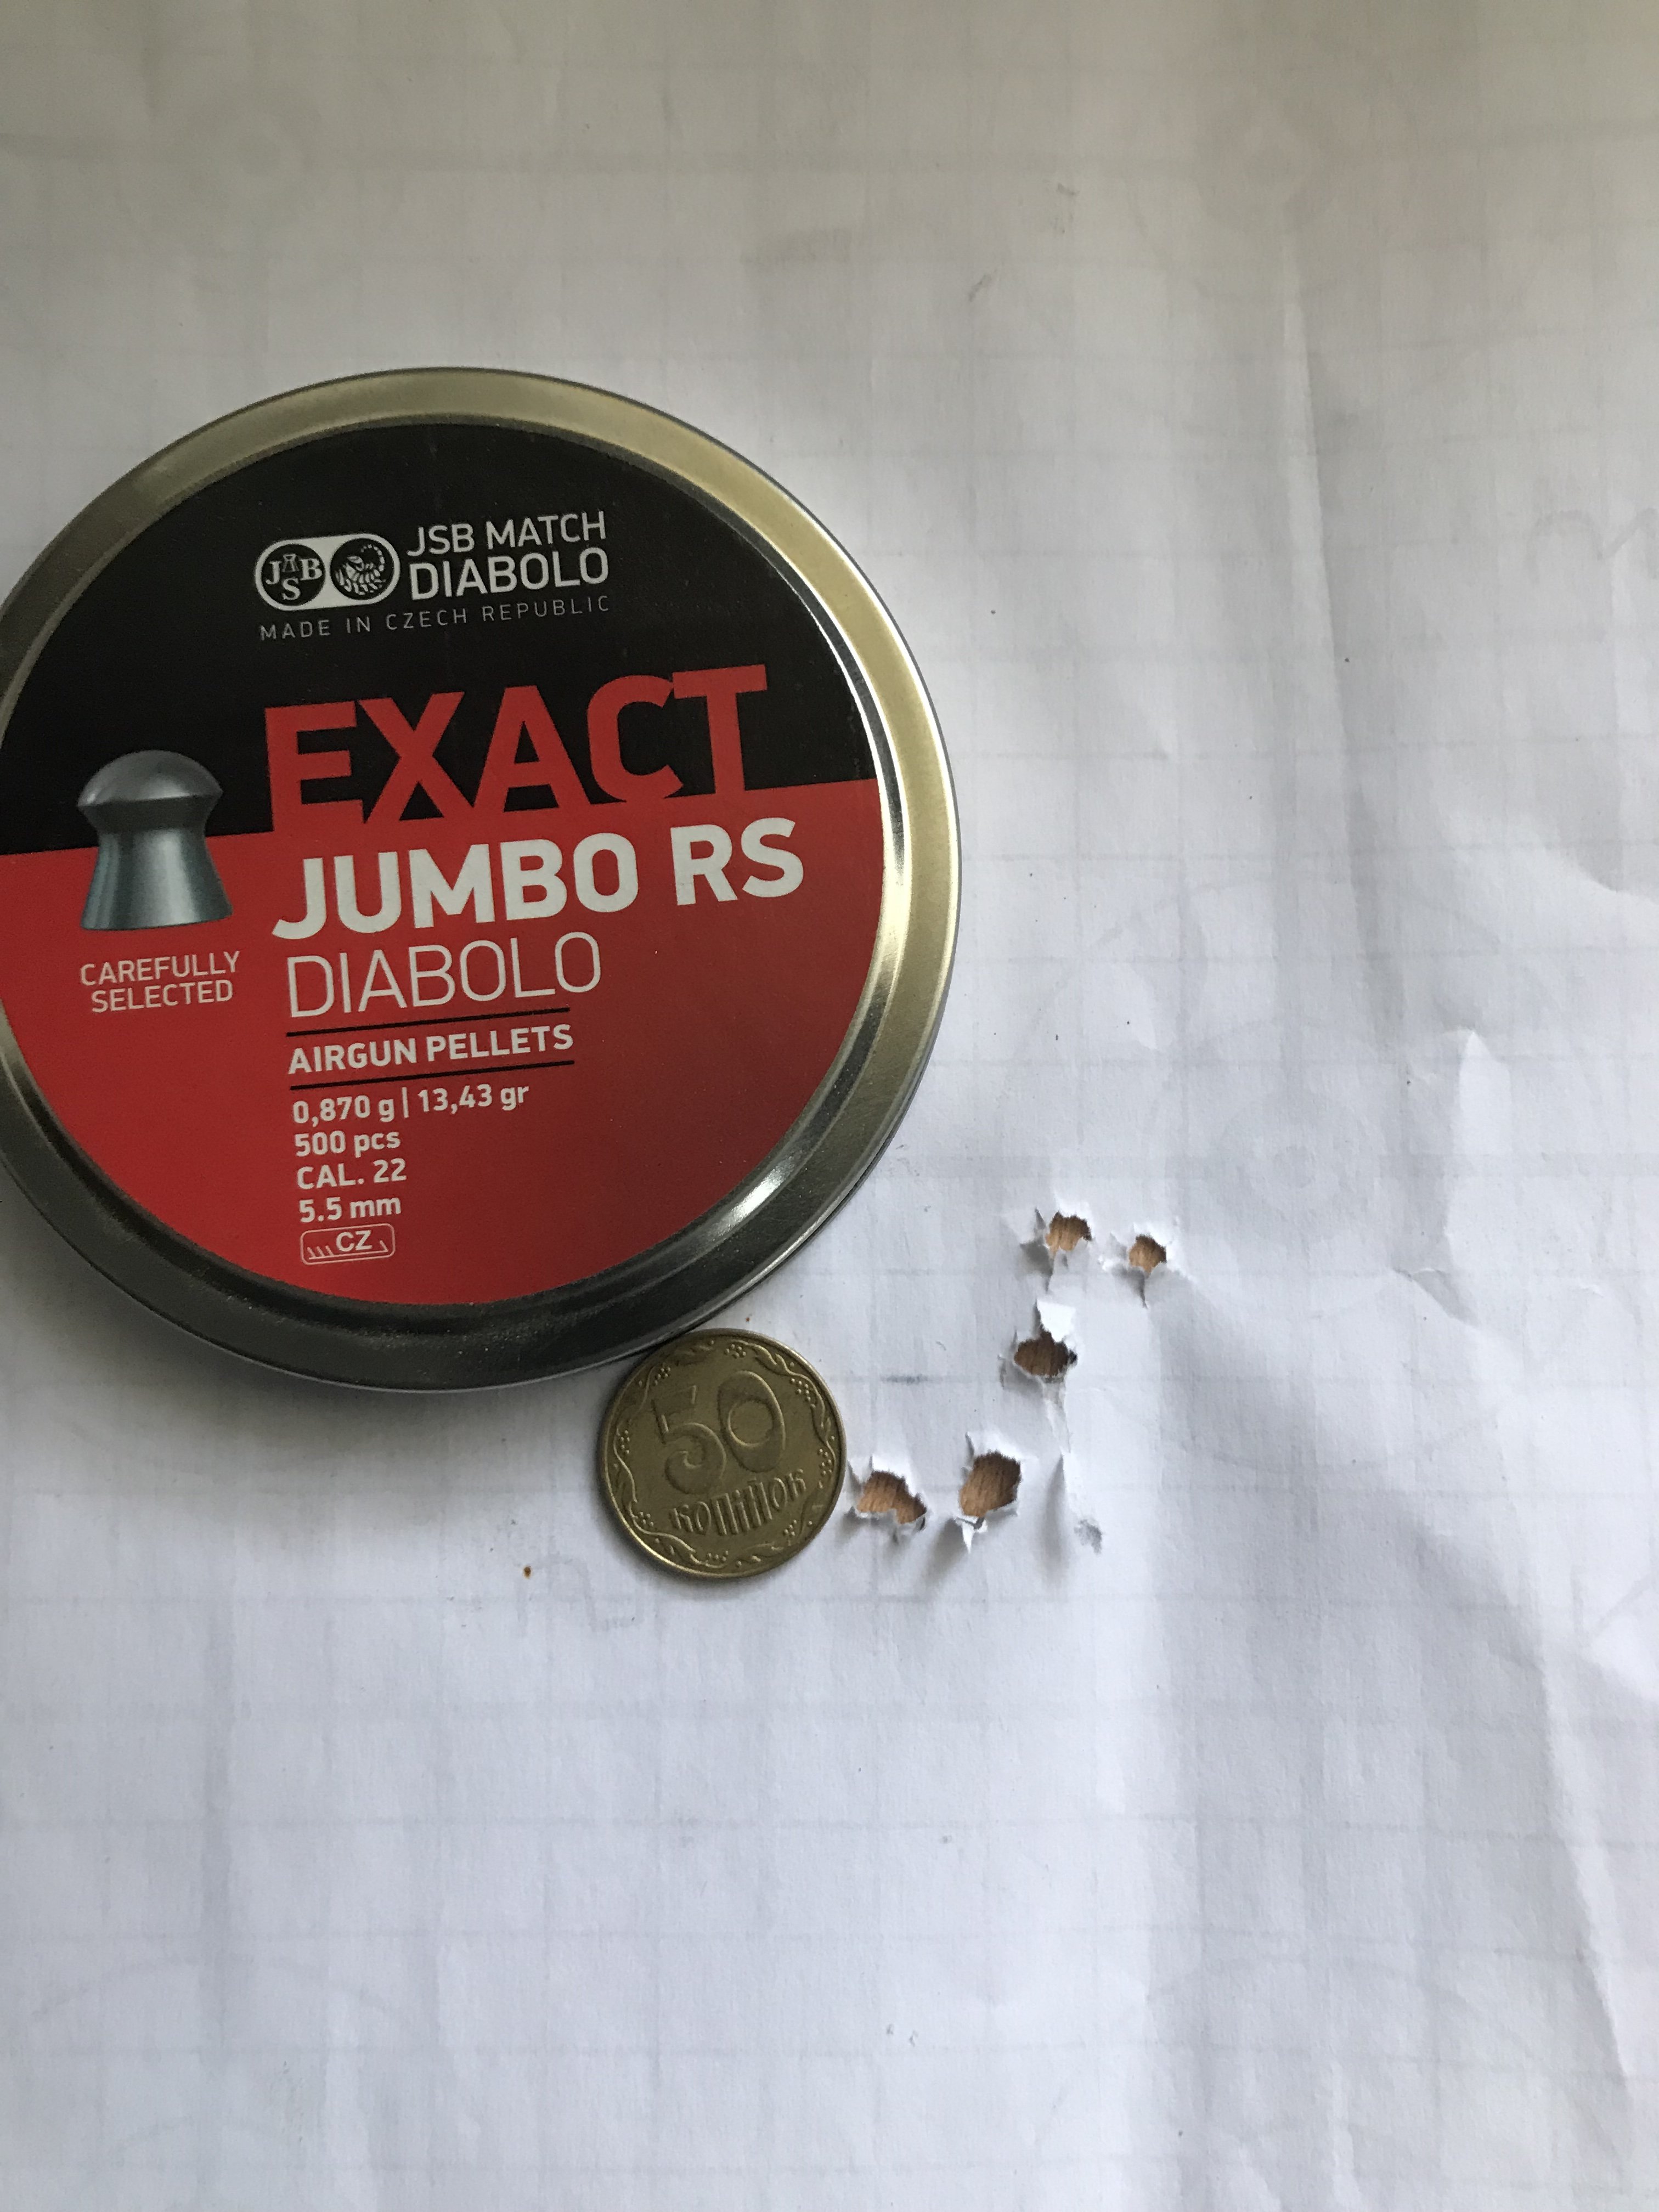 JSB
JSB MATCH
DIABOLO
MADE IN CZECH REPUBLIC
EXACT
JUMBO RS
DIABOLO
CAREFULLY
SELECTED
AIRGUN PELLETS
0,870 g | 13,43 gr
500 pcs
CAL. 22
5.5 mm
CZ
50
КОПІЙОК